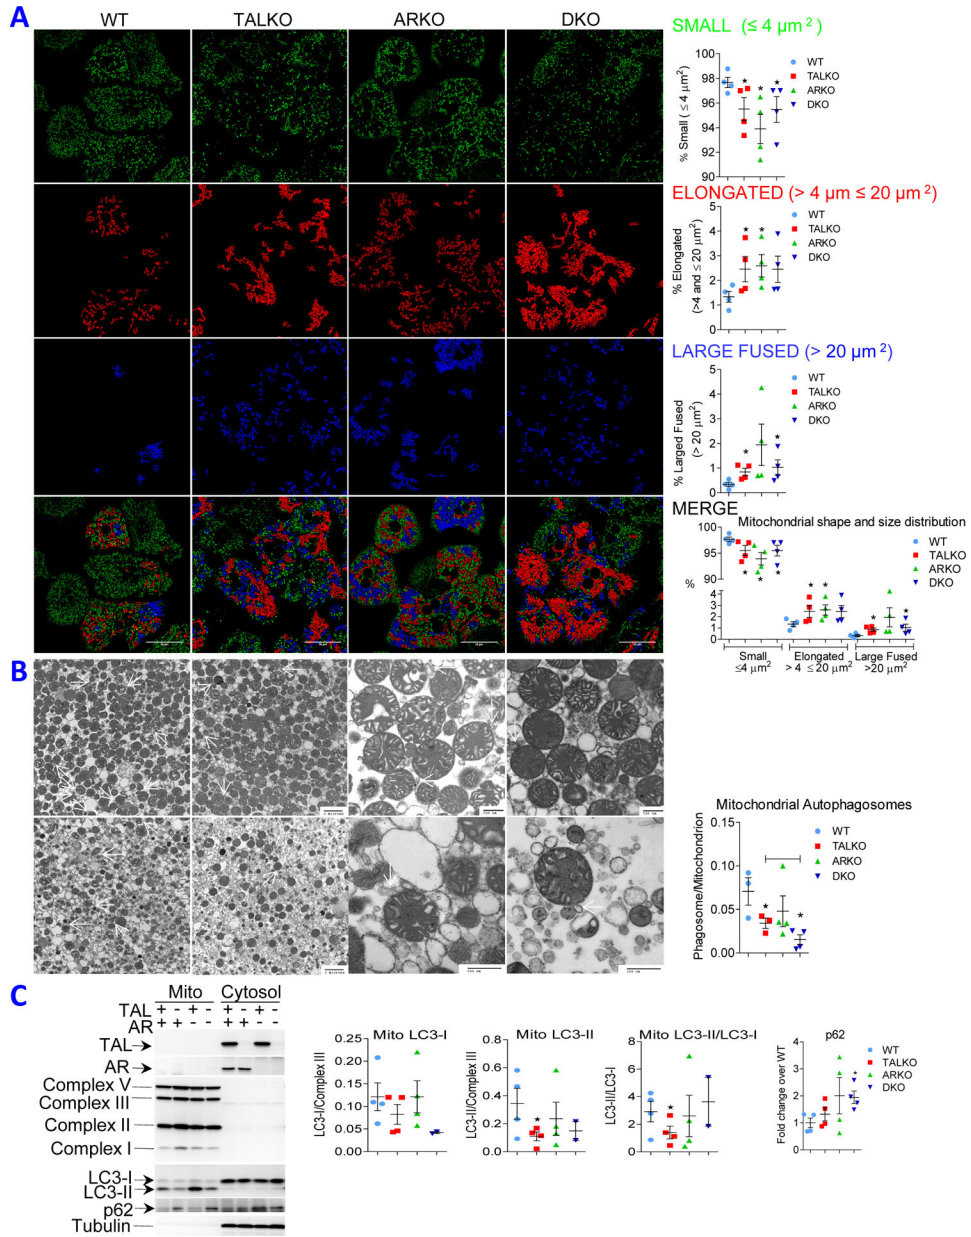 A
WT TALKO ARKO DKO
SMALL (≤ 4 µm²)
100
98
96
94
92
90
% Small ( ≤ 4 µm²)
* * *
WT
TALKO
ARKO
DKO
ELONGATED (> 4 µm ≤ 20 µm²)
5
4
3
2
1
0
% Elongated
(>4 and ≤ 20 µm²)
* *
WT
TALKO
ARKO
DKO
LARGE FUSED (> 20 µm²)
5
4
3
2
1
0
% Larged Fused
(> 20 µm²)
* *
WT
TALKO
ARKO
DKO
MERGE
Mitochondrial shape and size distribution
100
95
90
%
4
3
2
1
0
* * * * * * *
WT
TALKO
ARKO
DKO
Small Elongated Large Fused
≤4 µm² > 4 ≤20 µm² >20 µm²
B
Mitochondrial Autophagosomes
0.15
0.10
0.05
0.00
Phagosome/Mitochondrion
* *
WT
TALKO
ARKO
DKO
C
Mito Cytosol
TAL + - + - + - + -
AR + + - - + + - -
TAL
AR
Complex V
Complex III
Complex II
Complex I
LC3-I
LC3-II
p62
Tubulin
Mito LC3-I
0.25
0.20
0.15
0.10
0.05
0.00
LC3-I/Complex III
Mito LC3-II
0.8
0.6
0.4
0.2
0.0
LC3-II/Complex III
*
Mito LC3-II/LC3-I
8
6
4
2
0
LC3-II/LC3-I
*
p62
4
3
2
1
0
Fold change over WT
*
WT
TALKO
ARKO
DKO